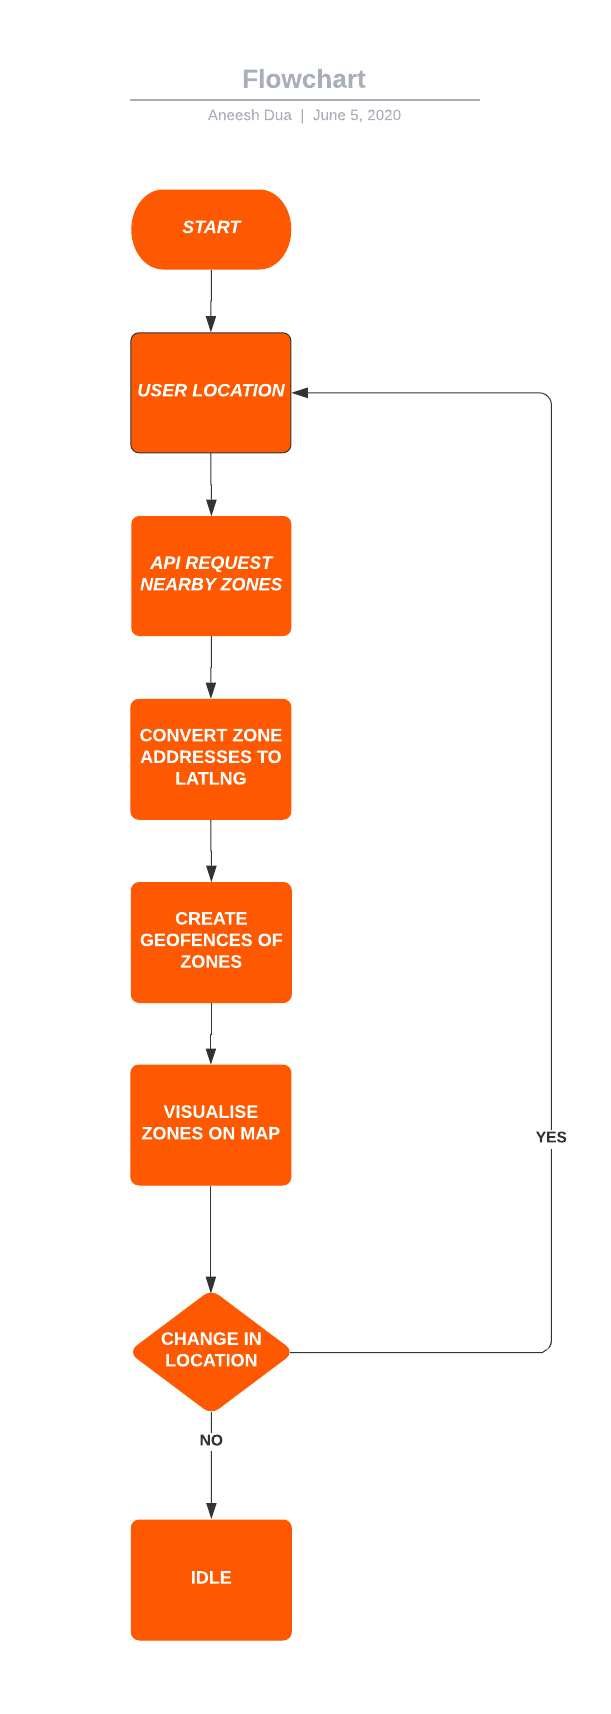 Flowchart
Aneesh Dua | June 5, 2020
START
USER LOCATION
API REQUEST
NEARBY ZONES
CONVERT ZONE
ADDRESSES TO
LATLNG
CREATE
GEOFENCES OF
ZONES
VISUALISE
ZONES ON MAP
YES
CHANGE IN
LOCATION
NO
IDLE